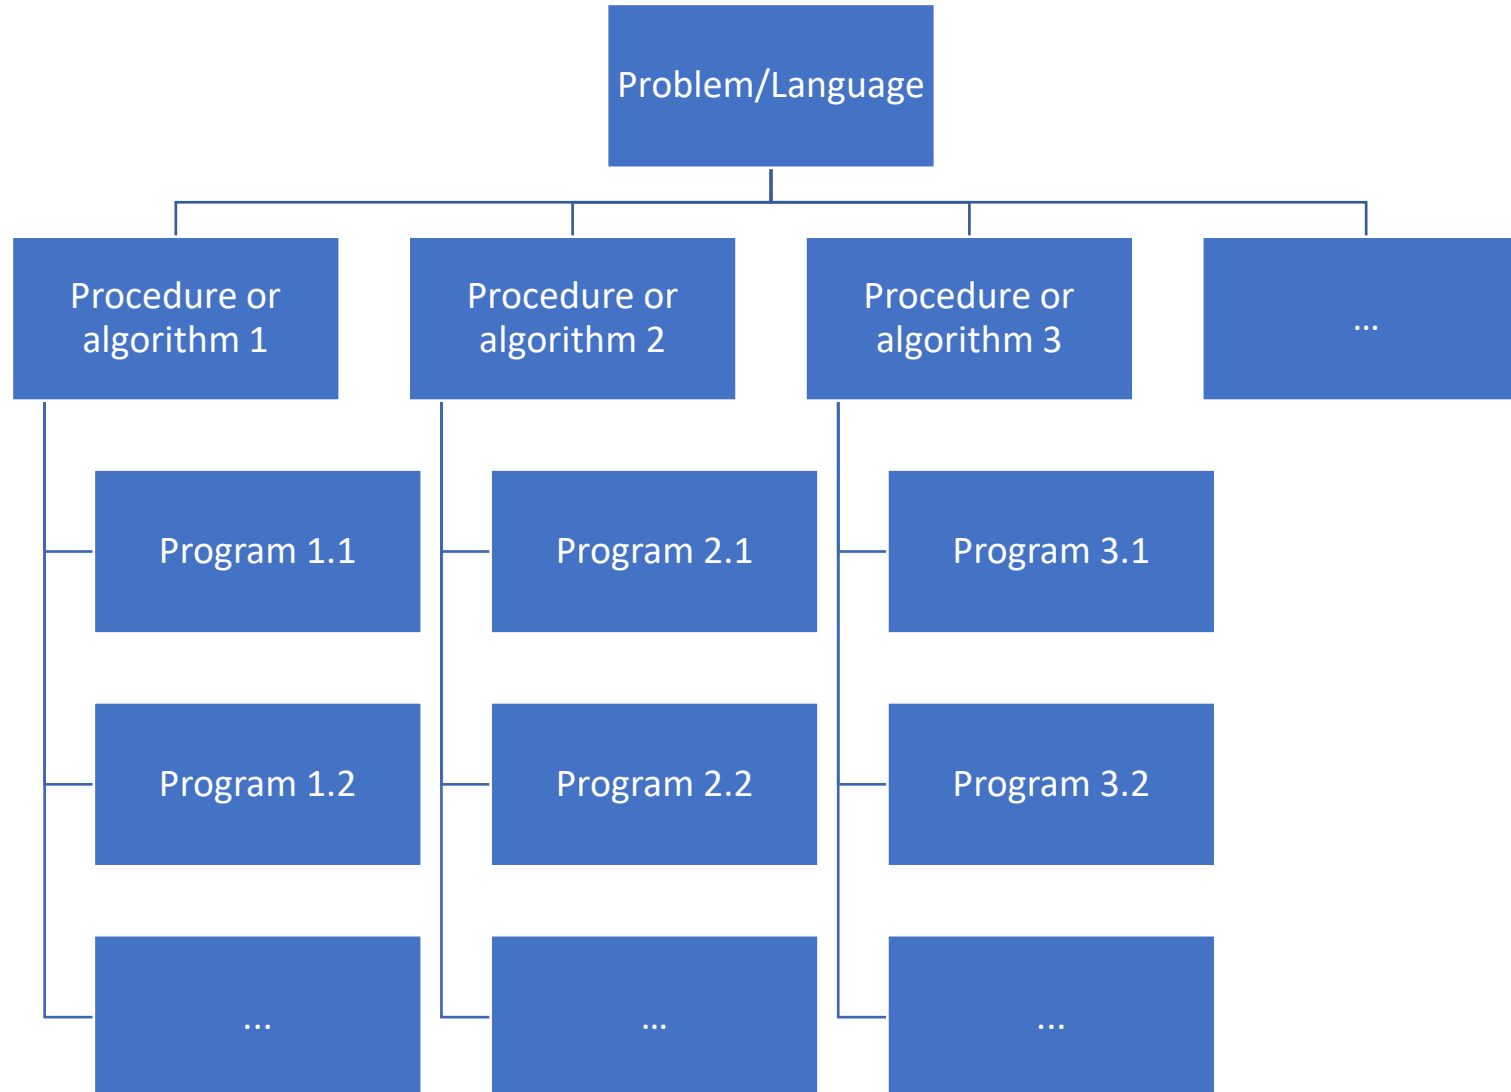 Problem/Language
Procedure or
algorithm 1
Procedure or
algorithm 2
Procedure or
algorithm 3
...
Program 1.1
Program 2.1
Program 3.1
Program 1.2
Program 2.2
Program 3.2
...
...
...